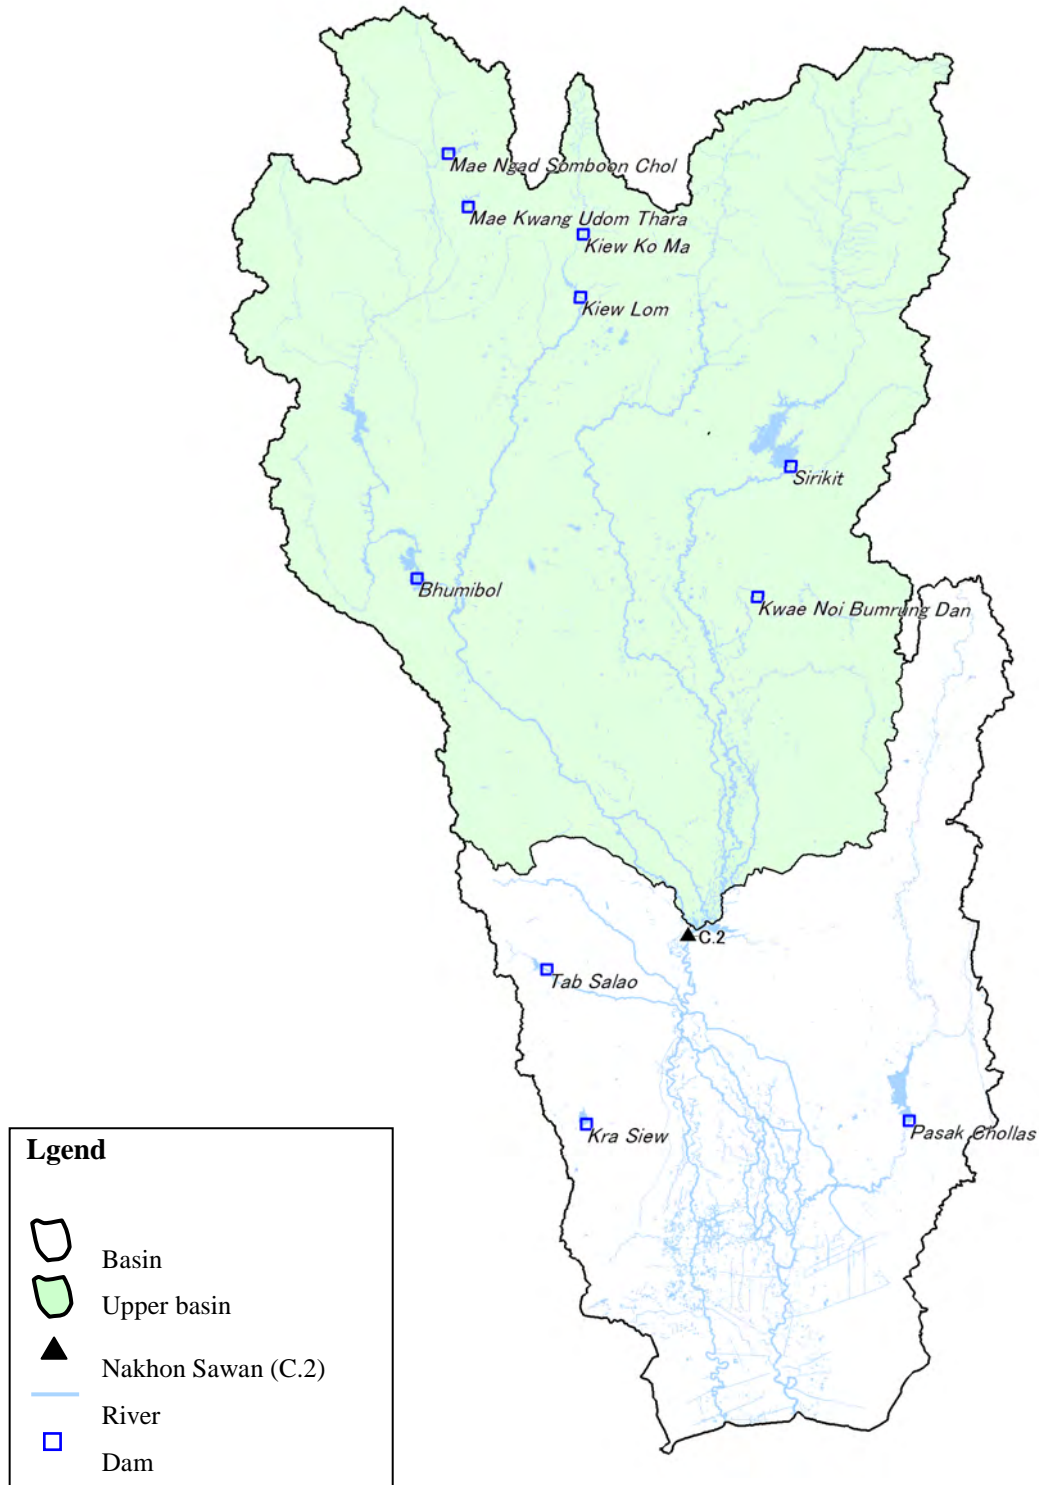 Mae Ngad Somboon Chol
Mae Kwang Udom Thara
Kiew Ko Ma
Kiew Lom
Sirikit
Bhumibol
Kwae Noi Bumrung Dan
C.2
Tab Salao
Kra Siew
Pasak Chollas
Lgend
Basin
Upper basin
Nakhon Sawan (C.2)
River
Dam